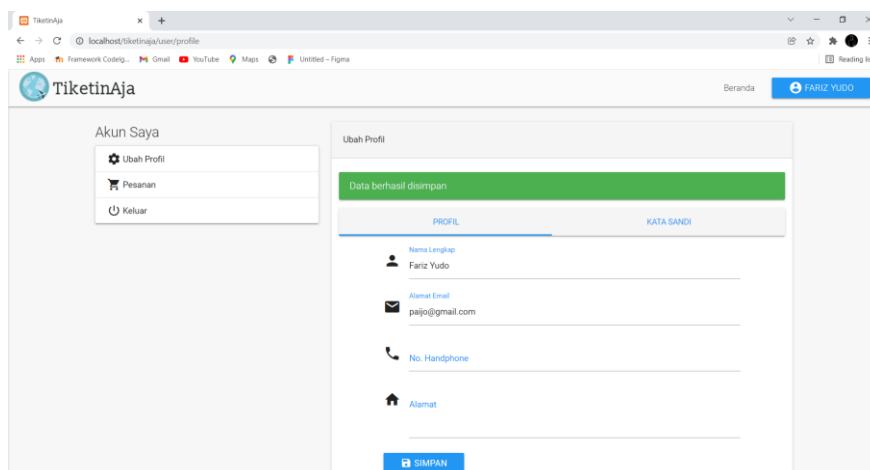 TiketinAja
localhost/tiketinaja/user/profile
Apps Framework CodeIg... Gmail YouTube Maps Untitled – Figma Reading lis
TiketinAja Beranda FARIZ YUDO
Akun Saya
Ubah Profil
Pesanan
Keluar
Ubah Profil
Data berhasil disimpan
PROFIL KATA SANDI
Nama Lengkap
Fariz Yudo
Alamat Email
paijo@gmail.com
No. Handphone
Alamat
SIMPAN